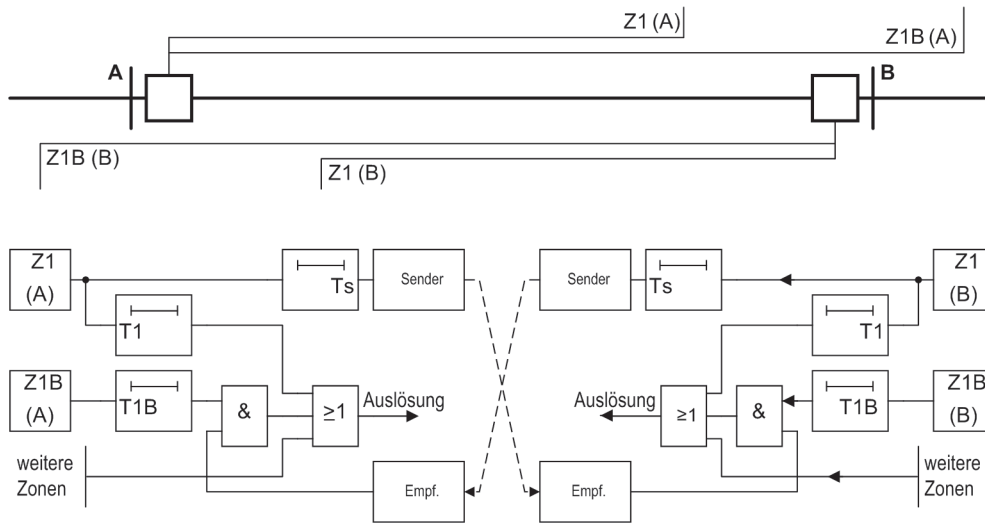 Z1 (A)
Z1B (A)
A
B
Z1B (B)
Z1 (B)
Z1
(A)
Ts
Sender
Sender
Ts
Z1
(B)
T1
T1
Z1B
(A)
T1B
&
≥1
Auslösung
Auslösung
≥1
&
T1B
Z1B
(B)
weitere
Zonen
Empf.
Empf.
weitere
Zonen